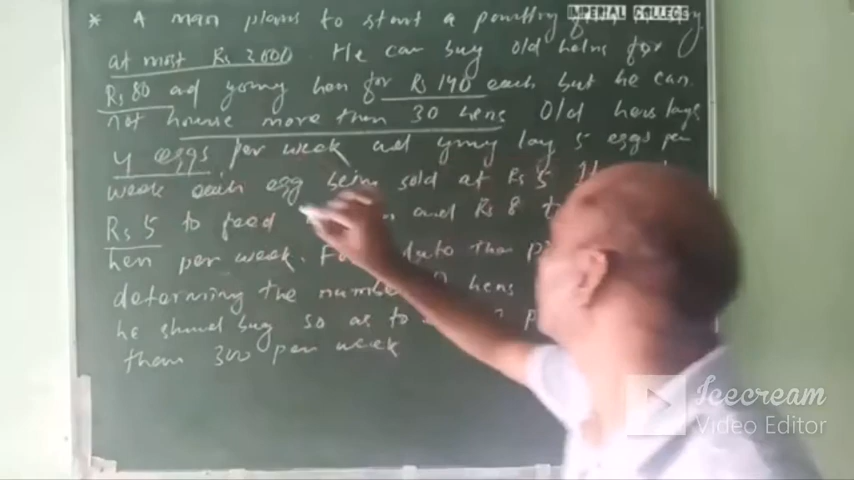 IMPERIAL COLLEGE
* A man plans to start a poultry
at most Rs 3000 He can buy old hens for
Rs 80 ad young hen for Rs 140 each but he can
not house more than 30 hens Old hens lays
4 eggs per week and young lay 5 eggs per
week each egg being sold at Rs 5
Rs 5 to feed and Rs 8
hen per week.
determining the number hens
he should buy so as to
than 300 per week
Icecream
Video Editor